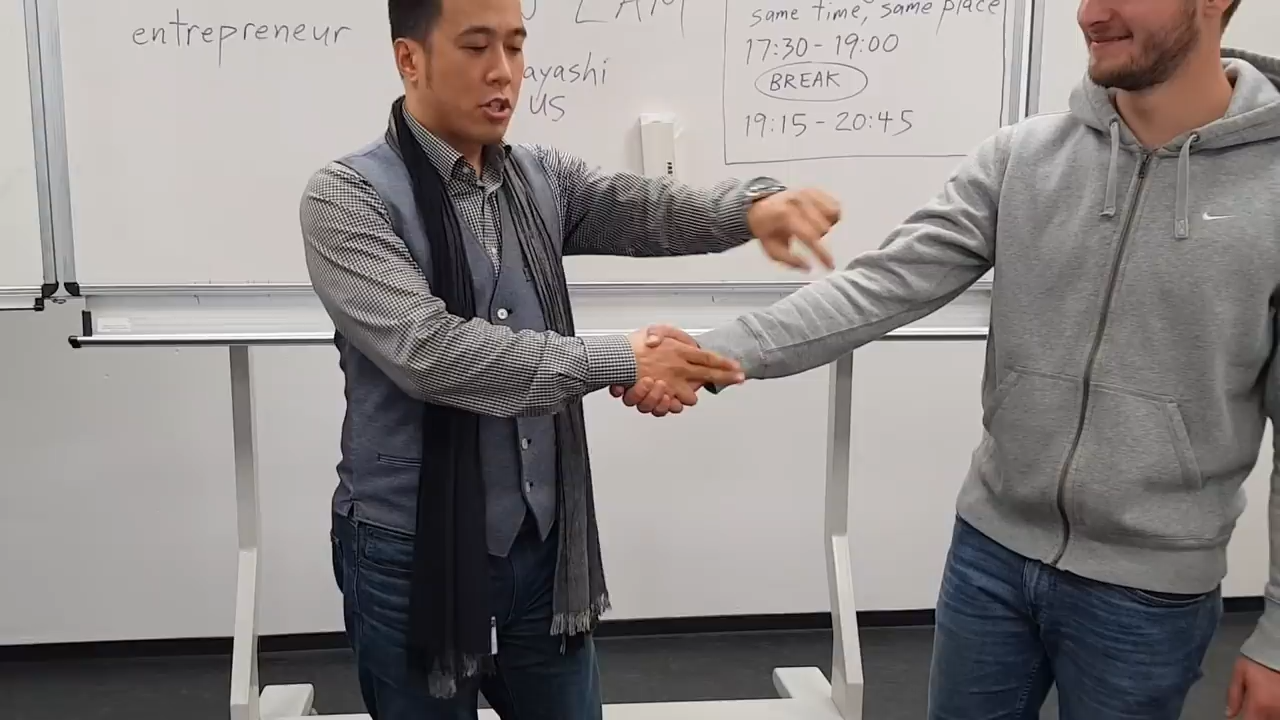 entrepreneur
ayashi
US
same time, same place
17:30 - 19:00
BREAK
19:15 - 20:45